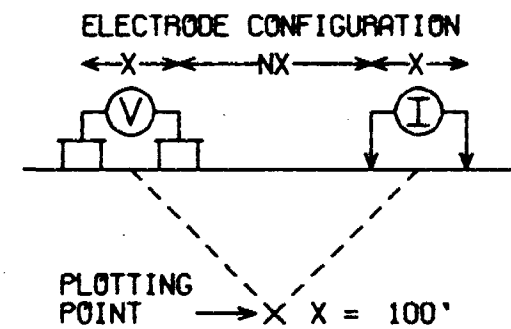 ELECTRODE CONFIGURATION
X NX X
V I
PLOTTING
POINT X X = 100'